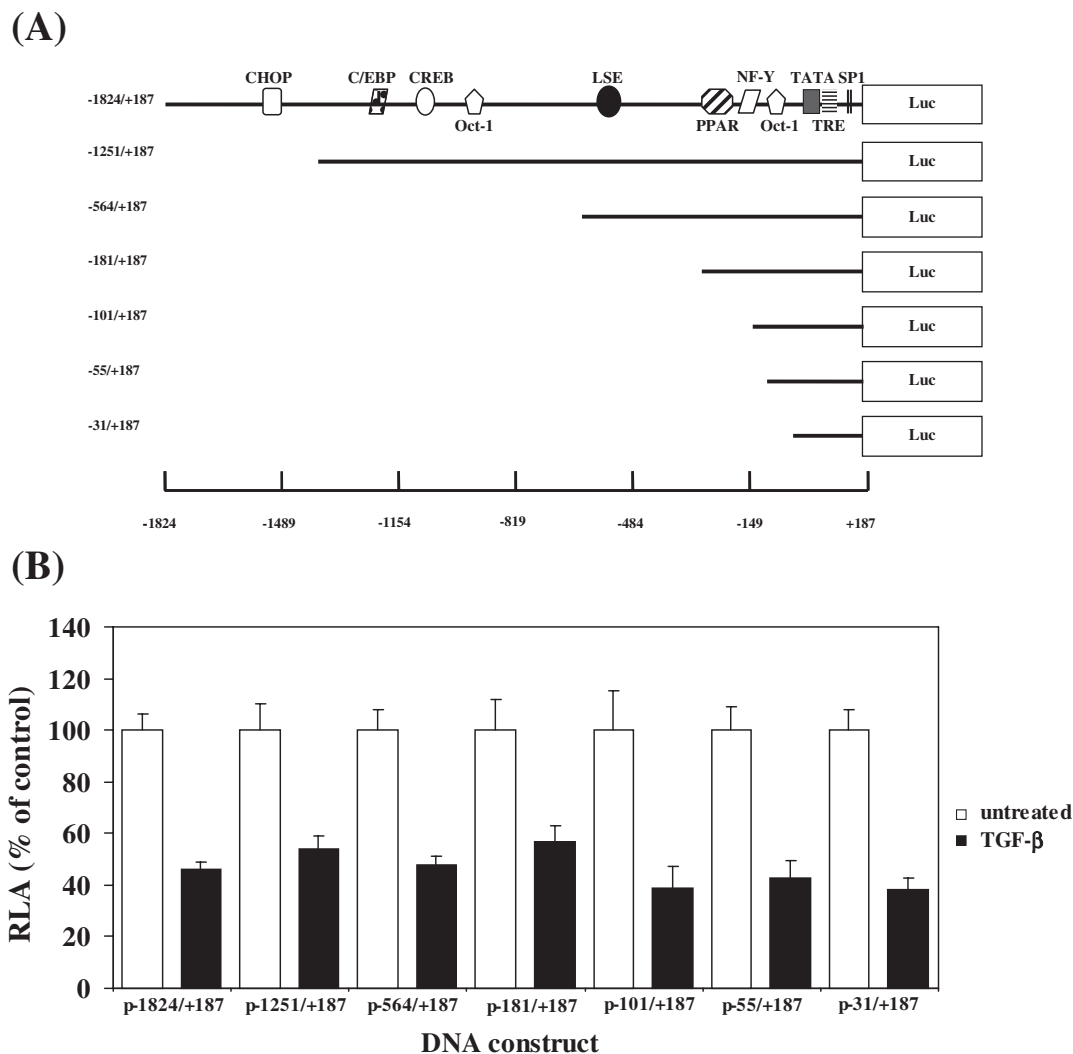 (A)
CHOP C/EBP CREB LSE NF-Y TATA SP1
-1824/+187 Luc
Oct-1 PPAR Oct-1 TRE
-1251/+187 Luc
-564/+187 Luc
-181/+187 Luc
-101/+187 Luc
-55/+187 Luc
-31/+187 Luc
-1824 -1489 -1154 -819 -484 -149 +187
(B)
RLA (% of control)
140
120
100
80
60
40
20
0
untreated
TGF-β
p-1824/+187 p-1251/+187 p-564/+187 p-181/+187 p-101/+187 p-55/+187 p-31/+187
DNA construct